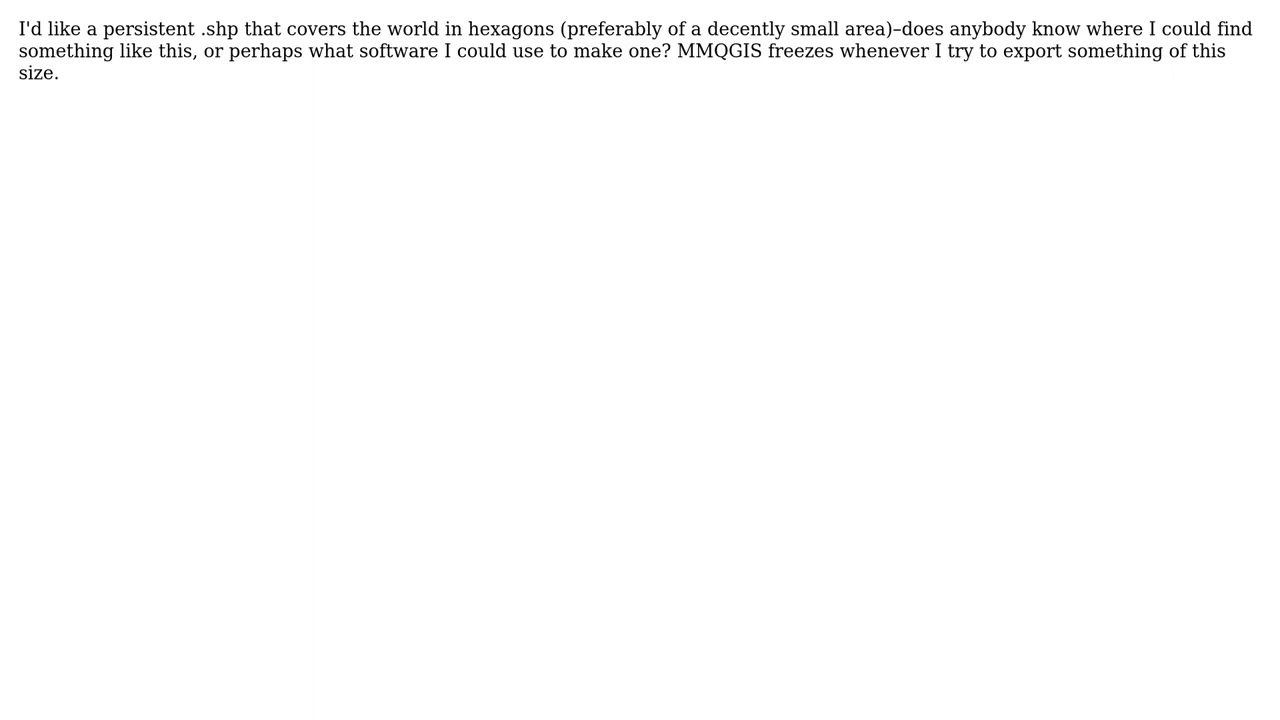 I'd like a persistent .shp that covers the world in hexagons (preferably of a decently small area)–does anybody know where I could find
something like this, or perhaps what software I could use to make one? MMQGIS freezes whenever I try to export something of this
size.